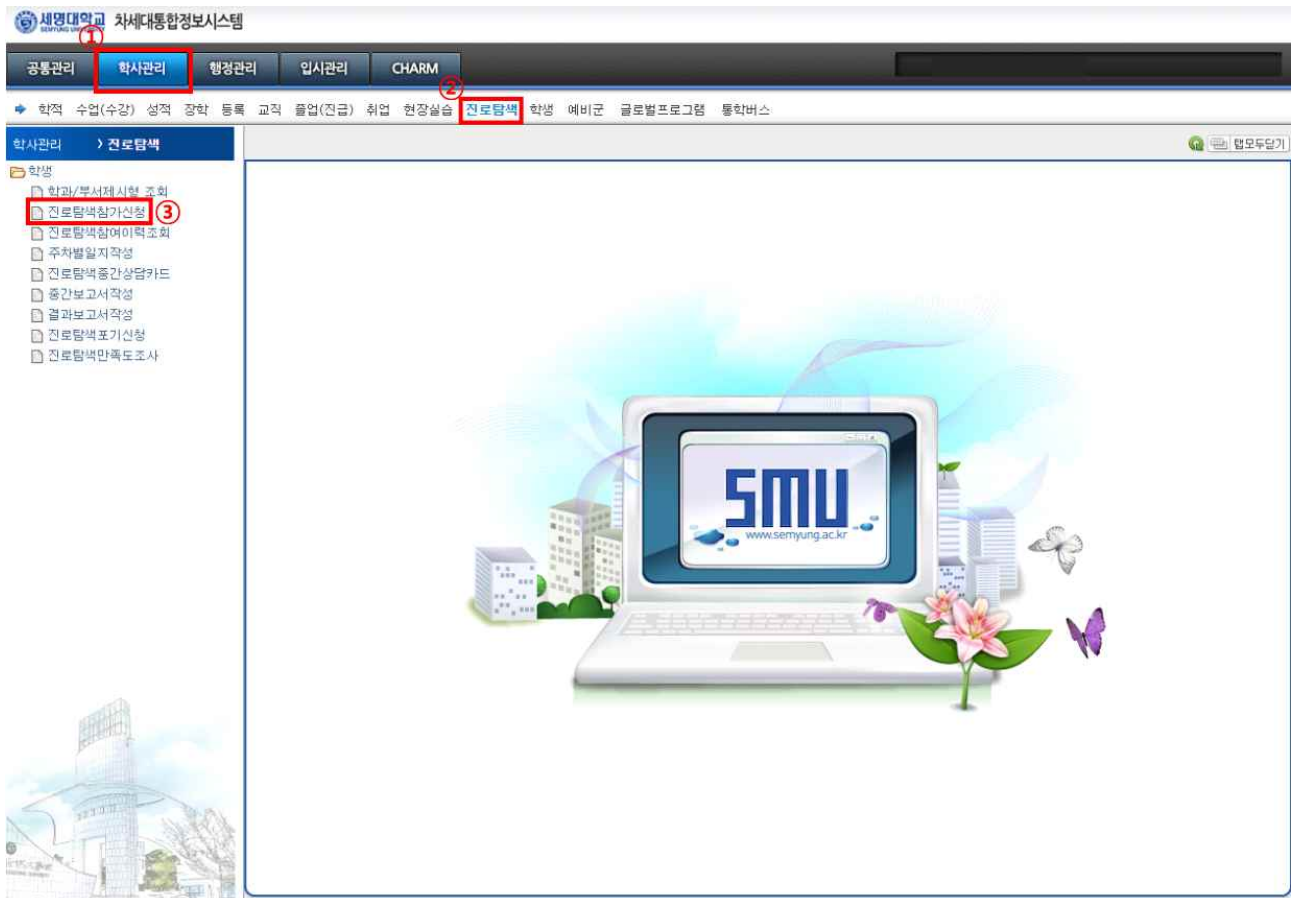 세명대학교 차세대통합정보시스템
SEMYUNG UNIVERSITY
①
공통관리 학사관리 행정관리 입시관리 CHARM
②
학적 수업(수강) 성적 장학 등록 교직 졸업(진급) 취업 현장실습 진로탐색 학생 예비군 글로벌프로그램 통학버스
학사관리 > 진로탐색
탭모두닫기
학생
학과/부서제시형 조회
진로탐색참가신청 ③
진로탐색참여이력조회
주차별일지작성
진로탐색중간상담카드
중간보고서작성
결과보고서작성
진로탐색포기신청
진로탐색만족도조사
SMU
www.semyung.ac.kr